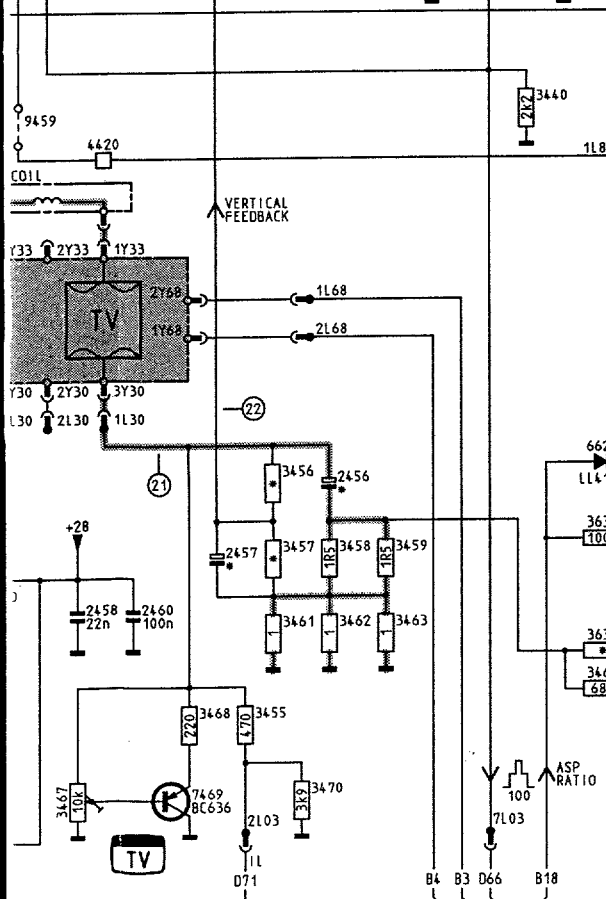 2k2
3440
9459
4420
1L8
COIL
VERTICAL
FEEDBACK
Y33
2Y33
1Y33
2Y68
1L68
TV
1Y68
2L68
Y30
2Y30
3Y30
L30
2L30
1L30
22
21
3456
*
2456
*
662
LL41
+28
2457
*
3457
*
3458
1R5
3459
1R5
363
100
2458
22n
2460
100n
3461
1
3462
1
3463
1
363
*
346
68
3468
220
3455
470
3467
10k
7469
BC636
3470
3k9
100
ASP
RATIO
2L03
7L03
TV
1L
D71
B4
B3
D66
B18